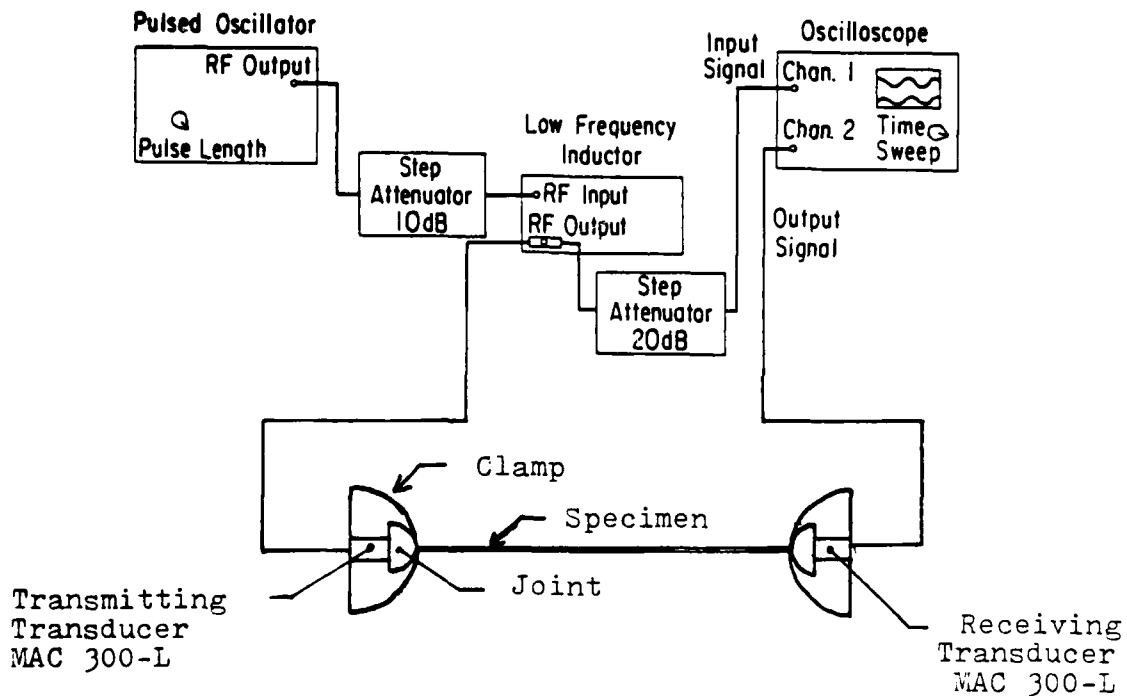 Pulsed Oscillator
RF Output
Pulse Length
Step
Attenuator
10dB
Low Frequency
Inductor
RF Input
RF Output
Step
Attenuator
20dB
Input
Signal
Oscilloscope
Chan. 1
Chan. 2
Time
Sweep
Output
Signal
Clamp
Specimen
Joint
Transmitting
Transducer
MAC 300-L
Receiving
Transducer
MAC 300-L